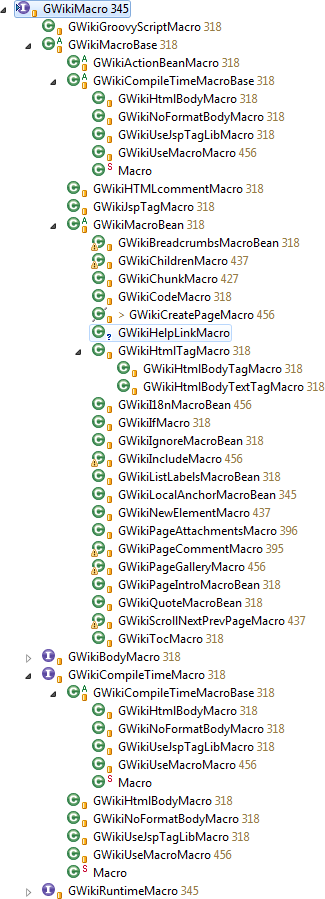 GWikiMacro 345
GWikiGroovyScriptMacro 318
GWikiMacroBase 318
GWikiActionBeanMacro 318
GWikiCompileTimeMacroBase 318
GWikiHtmlBodyMacro 318
GWikiNoFormatBodyMacro 318
GWikiUseJspTagLibMacro 318
GWikiUseMacroMacro 456
Macro
GWikiHTMLcommentMacro 318
GWikiJspTagMacro 318
GWikiMacroBean 318
GWikiBreadcrumbsMacroBean 318
GWikiChildrenMacro 437
GWikiChunkMacro 427
GWikiCodeMacro 318
> GWikiCreatePageMacro 456
GWikiHelpLinkMacro
GWikiHtmlTagMacro 318
GWikiHtmlBodyTagMacro 318
GWikiHtmlBodyTextTagMacro 318
GWikiI18nMacroBean 456
GWikiIfMacro 318
GWikiIgnoreMacroBean 318
GWikiIncludeMacro 456
GWikiListLabelsMacroBean 318
GWikiLocalAnchorMacroBean 345
GWikiNewElementMacro 437
GWikiPageAttachmentsMacro 396
GWikiPageCommentMacro 395
GWikiPageGalleryMacro 456
GWikiPageIntroMacroBean 318
GWikiQuoteMacroBean 318
GWikiScrollNextPrevPageMacro 437
GWikiTocMacro 318
GWikiBodyMacro 318
GWikiCompileTimeMacro 318
GWikiCompileTimeMacroBase 318
GWikiHtmlBodyMacro 318
GWikiNoFormatBodyMacro 318
GWikiUseJspTagLibMacro 318
GWikiUseMacroMacro 456
Macro
GWikiHtmlBodyMacro 318
GWikiNoFormatBodyMacro 318
GWikiUseJspTagLibMacro 318
GWikiUseMacroMacro 456
Macro
GWikiRuntimeMacro 345